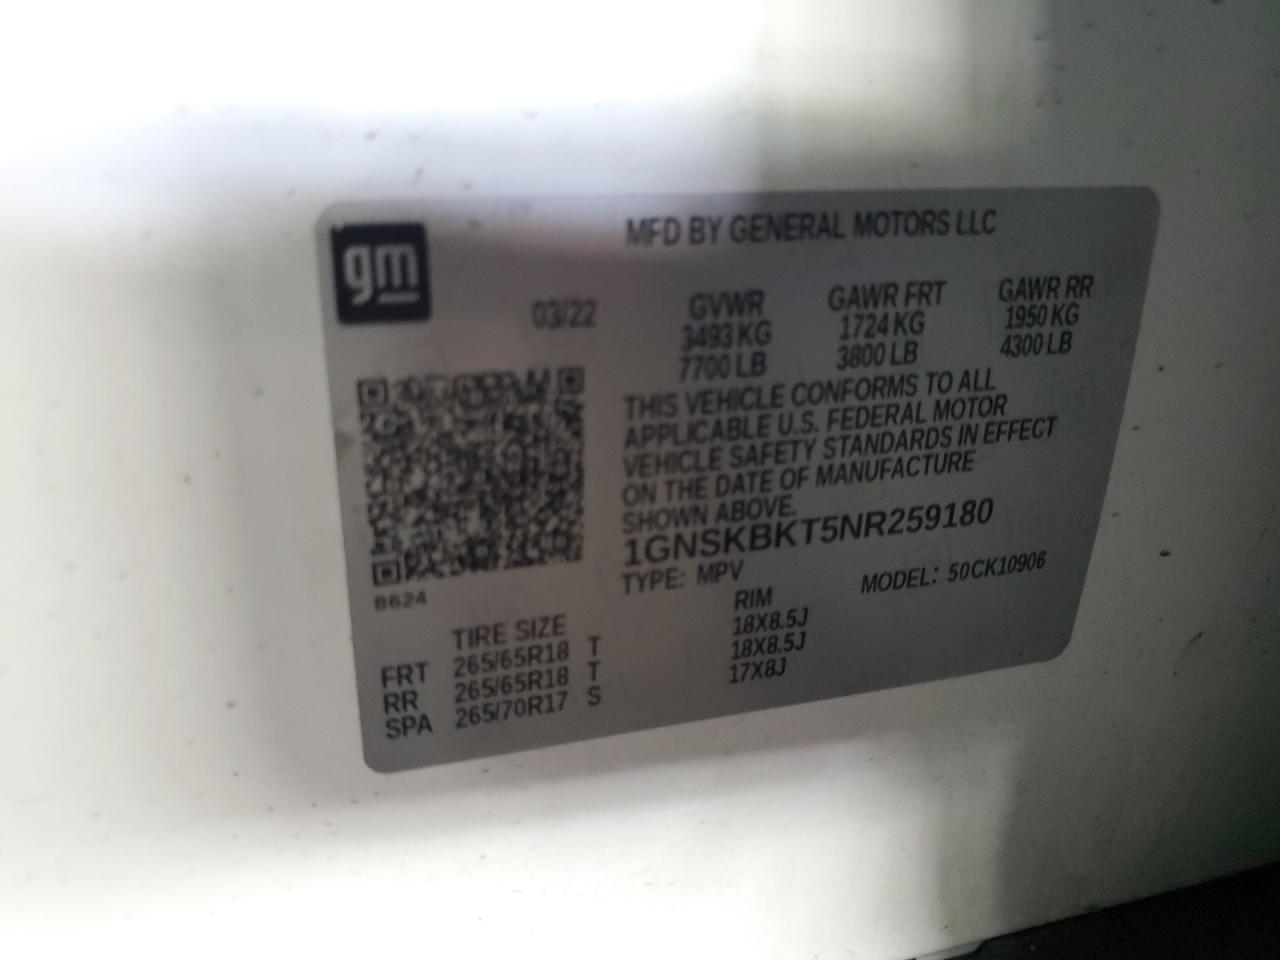 gm
MFD BY GENERAL MOTORS LLC
03/22
GVWR GAWR FRT GAWR RR
3493 KG 1724 KG 1950 KG
7700 LB 3800 LB 4300 LB
THIS VEHICLE CONFORMS TO ALL
APPLICABLE U.S. FEDERAL MOTOR
VEHICLE SAFETY STANDARDS IN EFFECT
ON THE DATE OF MANUFACTURE
SHOWN ABOVE.
1GNSKBKT5NR259180
TYPE: MPV MODEL: 50CK10906
B624
TIRE SIZE RIM
FRT 265/65R18 T 18X8.5J
RR 265/65R18 T 18X8.5J
SPA 265/70R17 S 17X8J